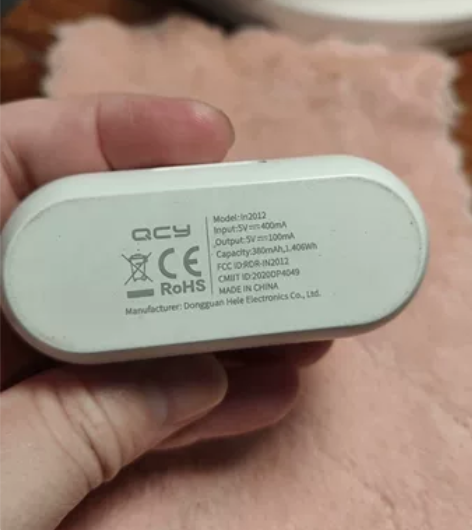 QCY
CE
RoHS
Model:in2012
Input:5V⎓400mA
Output:5V⎓100mA
Capacity:380mAh,1.406Wh
FCC ID:RDR-IN2012
CMIIT ID:2020DP4049
MADE IN CHINA
Manufacturer: Dongguan Hele Electronics Co., Ltd.